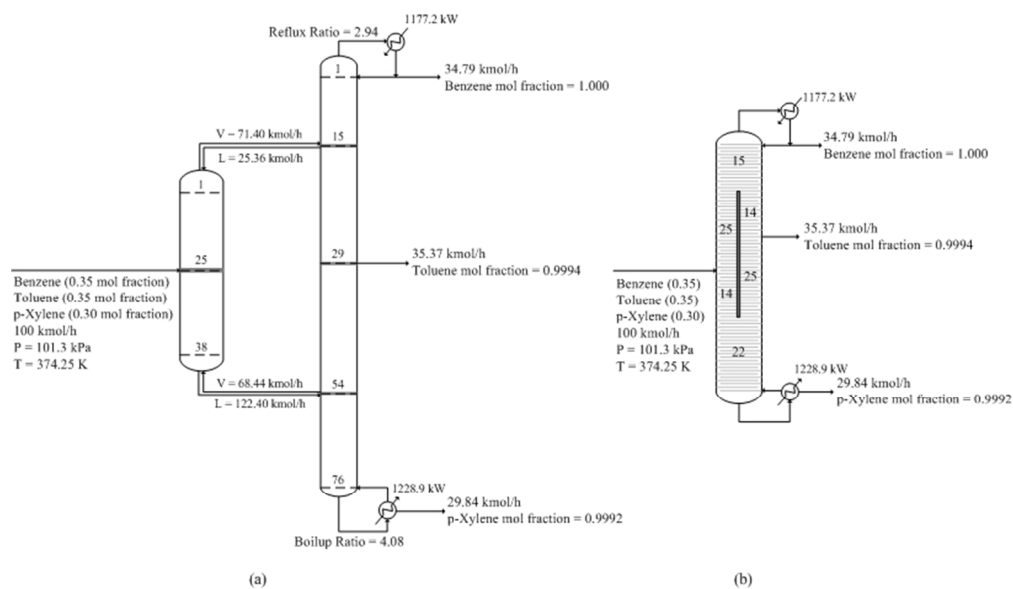 1177.2 kW
Reflux Ratio = 2.94
1
34.79 kmol/h
Benzene mol fraction = 1.000
V = 71.40 kmol/h
15
L = 25.36 kmol/h
1
25
29
35.37 kmol/h
Toluene mol fraction = 0.9994
Benzene (0.35 mol fraction)
Toluene (0.35 mol fraction)
p-Xylene (0.30 mol fraction)
100 kmol/h
P = 101.3 kPa
T = 374.25 K
38
V = 68.44 kmol/h
54
L = 122.40 kmol/h
76
1228.9 kW
29.84 kmol/h
p-Xylene mol fraction = 0.9992
Boilup Ratio = 4.08
(a)
1177.2 kW
34.79 kmol/h
Benzene mol fraction = 1.000
15
14
25
35.37 kmol/h
Toluene mol fraction = 0.9994
Benzene (0.35)
Toluene (0.35)
p-Xylene (0.30)
100 kmol/h
P = 101.3 kPa
T = 374.25 K
25
14
22
1228.9 kW
29.84 kmol/h
p-Xylene mol fraction = 0.9992
(b)